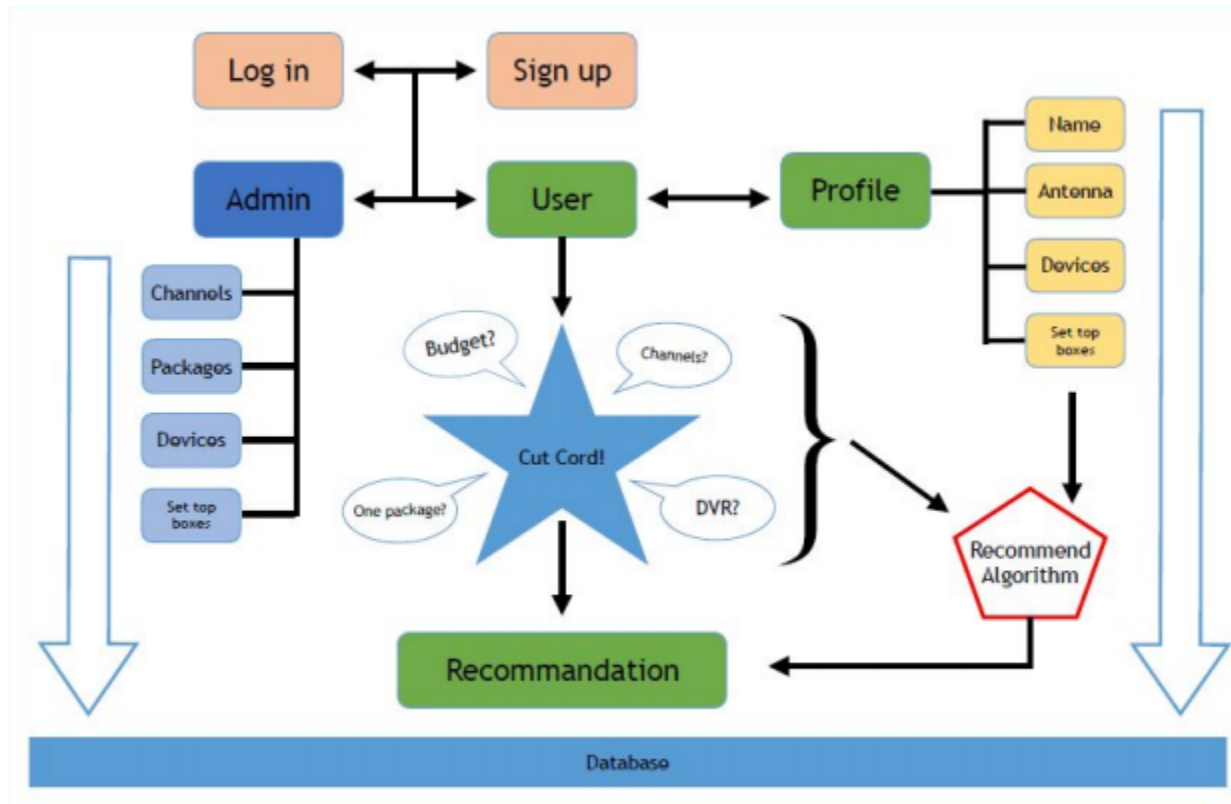 Log in
Sign up
Name
Admin
User
Profile
Antenna
Devices
Channels
Set top
boxes
Budget?
Channels?
Packages
Devices
Cut Cord!
Set top
boxes
One package?
DVR?
Recommend
Algorithm
Recommandation
Database